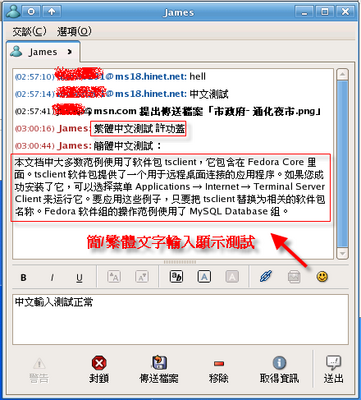 James
交談(C) 選項(O)
James
(02:57:10) 1@ms18.hinet.net: hell
(02:57:14) @ms18.hinet.net: 中文測試
(02:57:41) @msn.com 提出傳送檔案「市政府-通化夜市.png」
(03:00:16) James: 繁體中文測試 許功蓋
(03:00:44) James: 簡體中文測試：
本文档中大多数范例使用了软件包 tsclient，它包含在 Fedora Core 里
面。tsclient 软件包提供了一个用于远程桌面连接的应用程序。如果您成
功安装了它，可以选择菜单 Applications → Internet → Terminal Server
Client 来运行它。要应用这些例子，只要把 tsclient 替换为相关的软件包
名称。Fedora 软件组的操作范例使用了 MySQL Database 组。
簡/繁體文字輸入顯示測試
B I U A A ab A A
中文輸入測試正常
警告 封鎖 傳送檔案 移除 取得資訊 送出